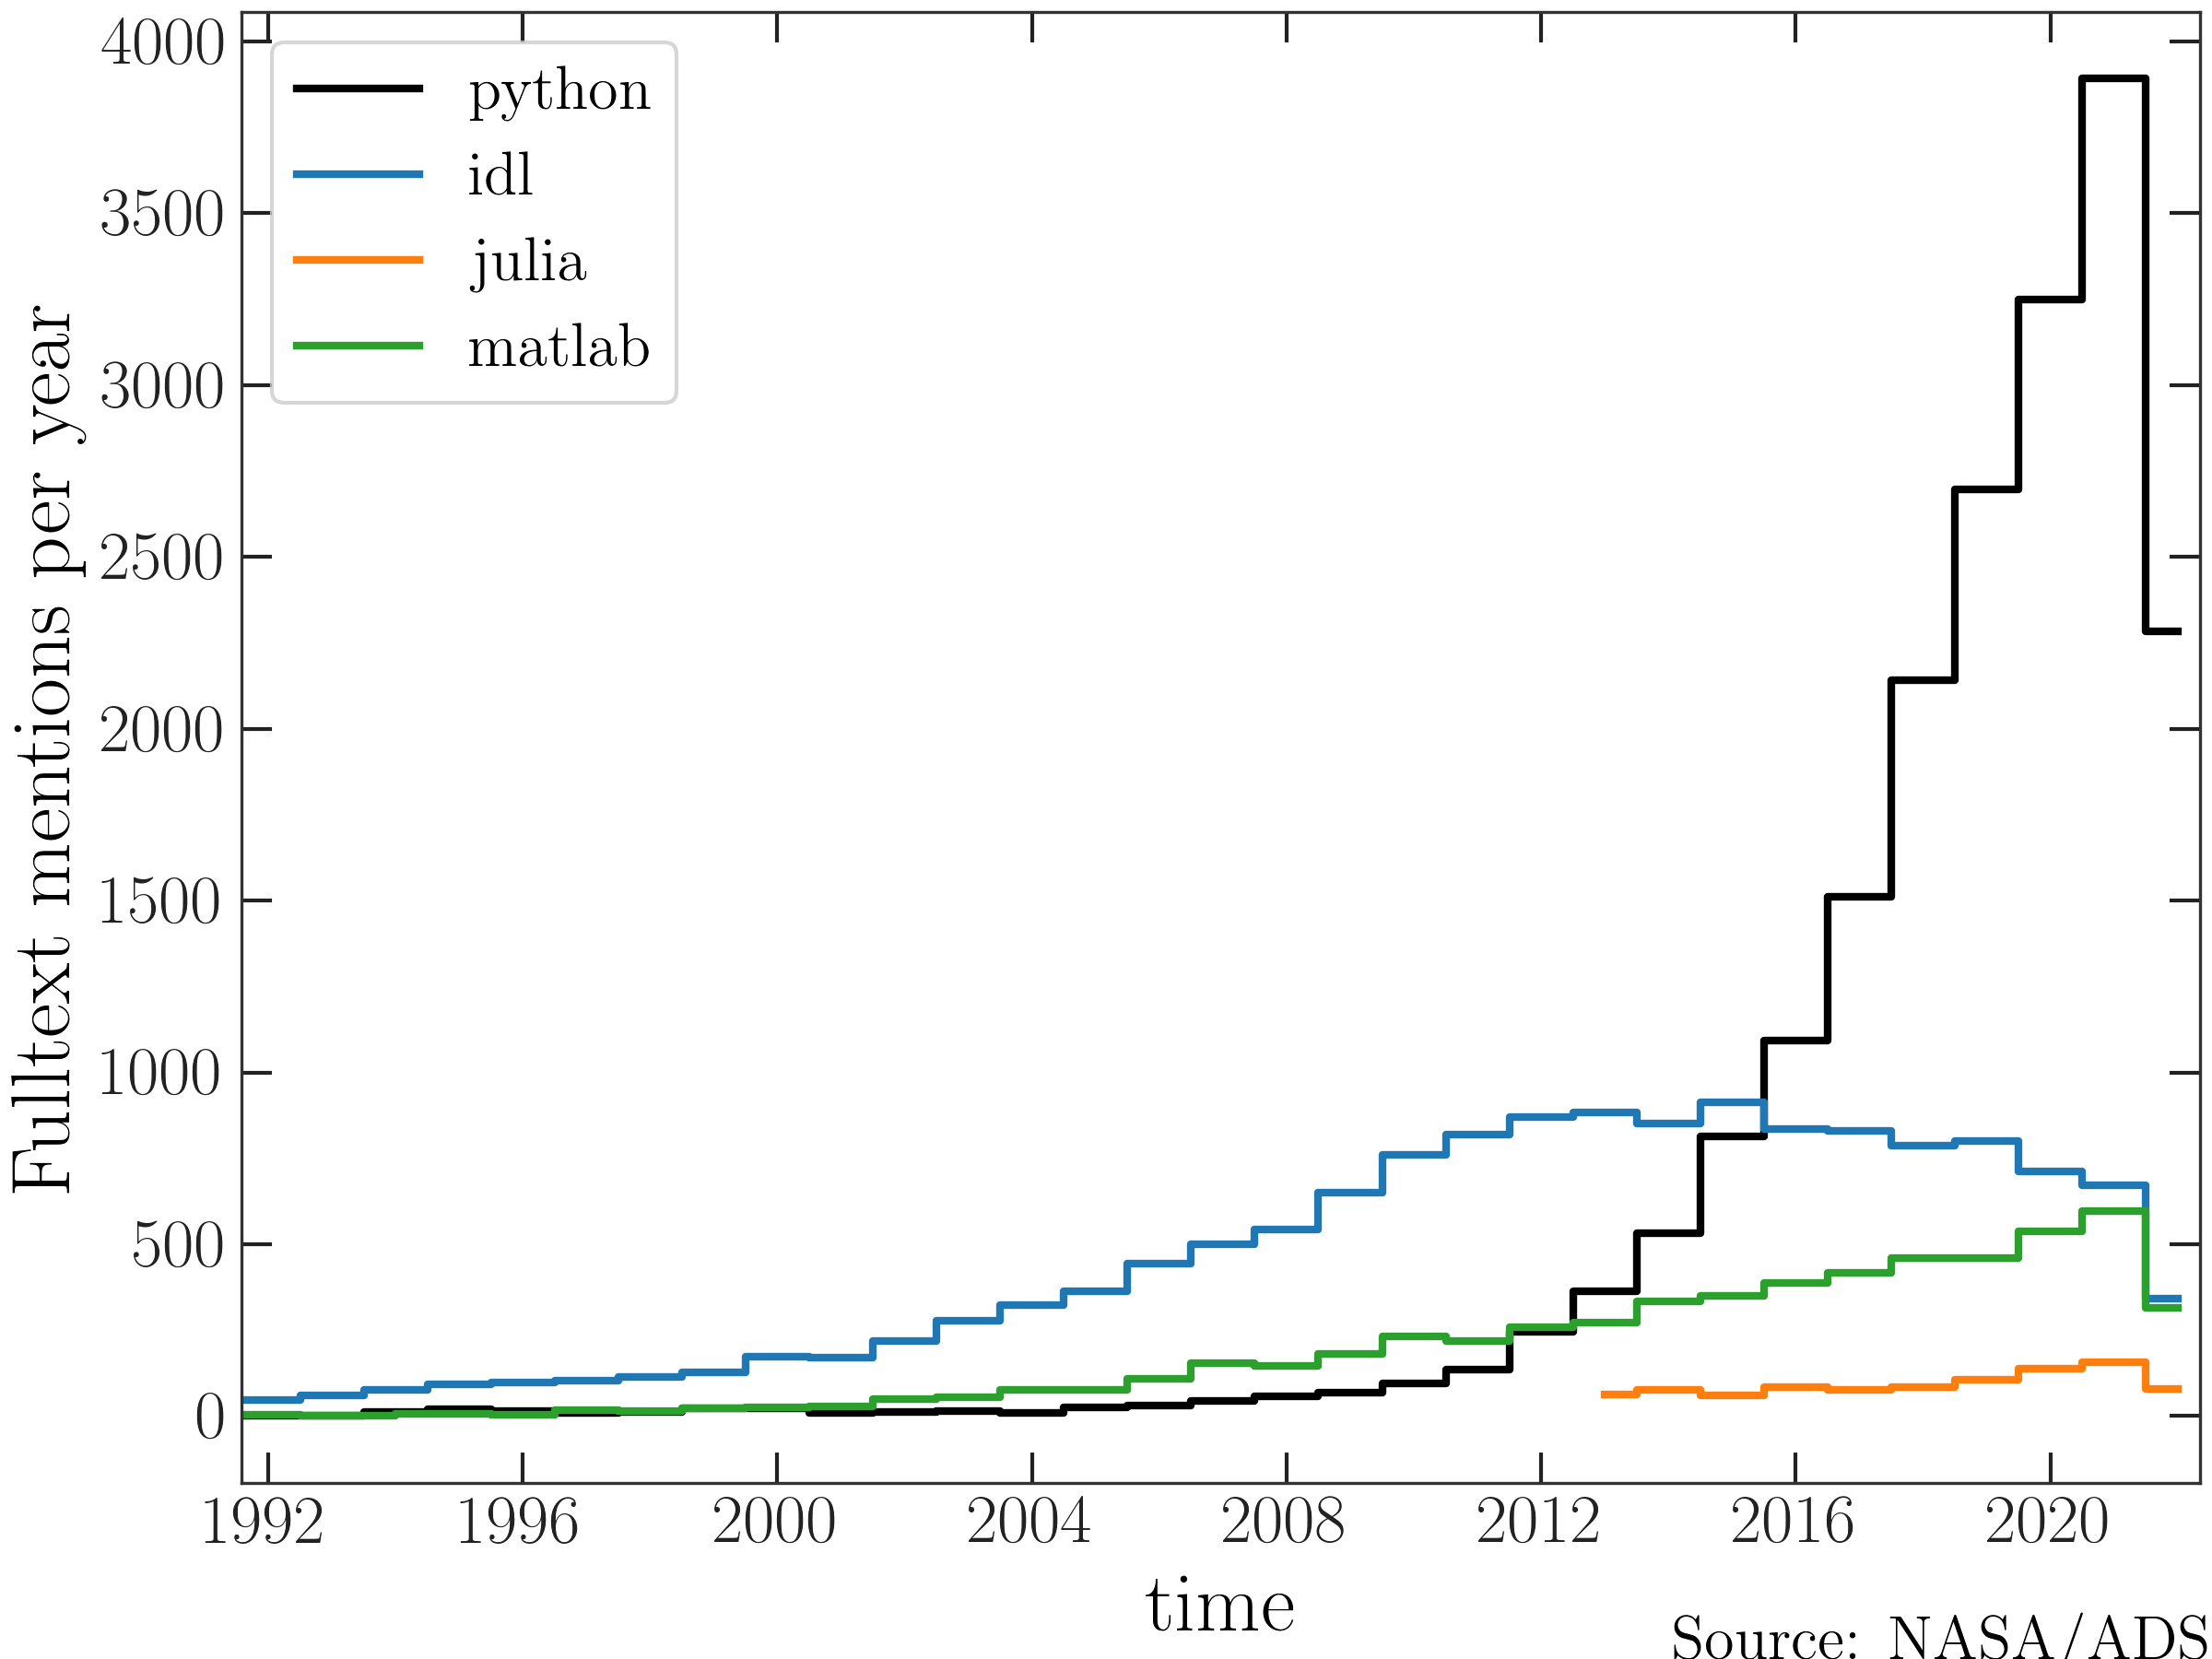 4000
3500
3000
2500
2000
1500
1000
500
0
Fulltext mentions per year
python
idl
julia
matlab
1992 1996 2000 2004 2008 2012 2016 2020
time
Source: NASA/ADS